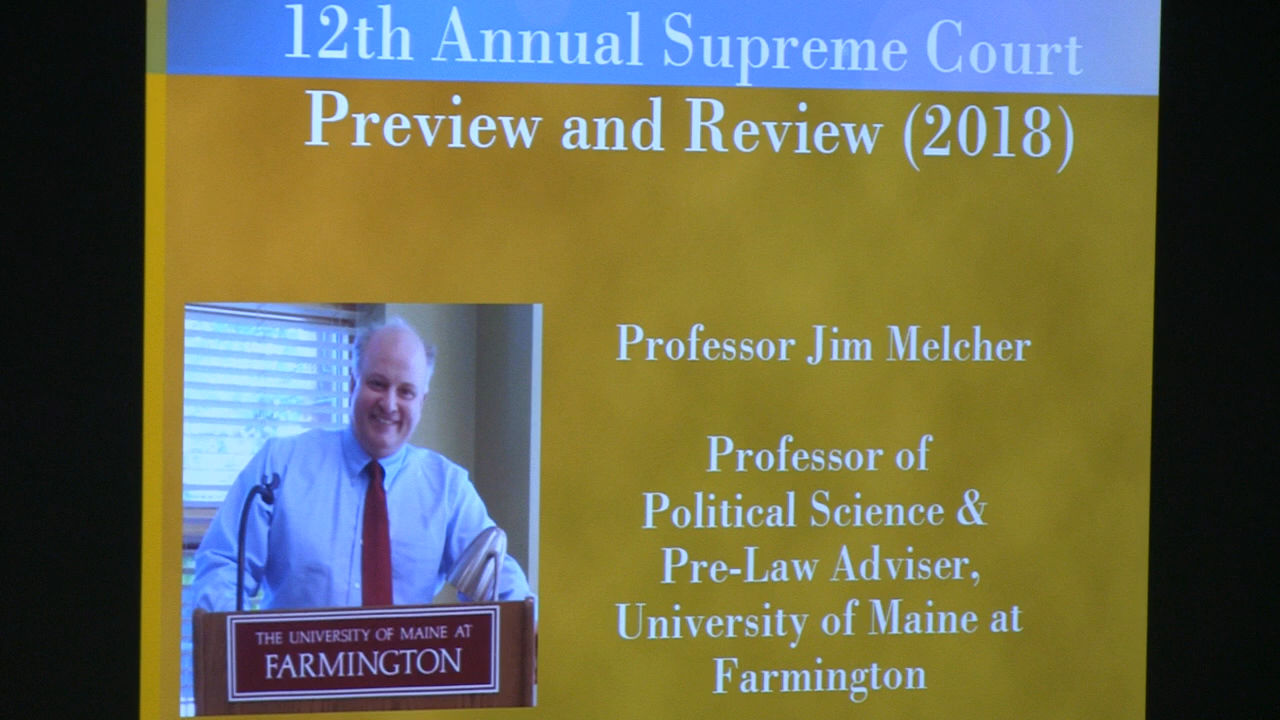 12th Annual Supreme Court
Preview and Review (2018)
Professor Jim Melcher
Professor of
Political Science &
Pre-Law Adviser,
University of Maine at
Farmington
THE UNIVERSITY OF MAINE AT
FARMINGTON